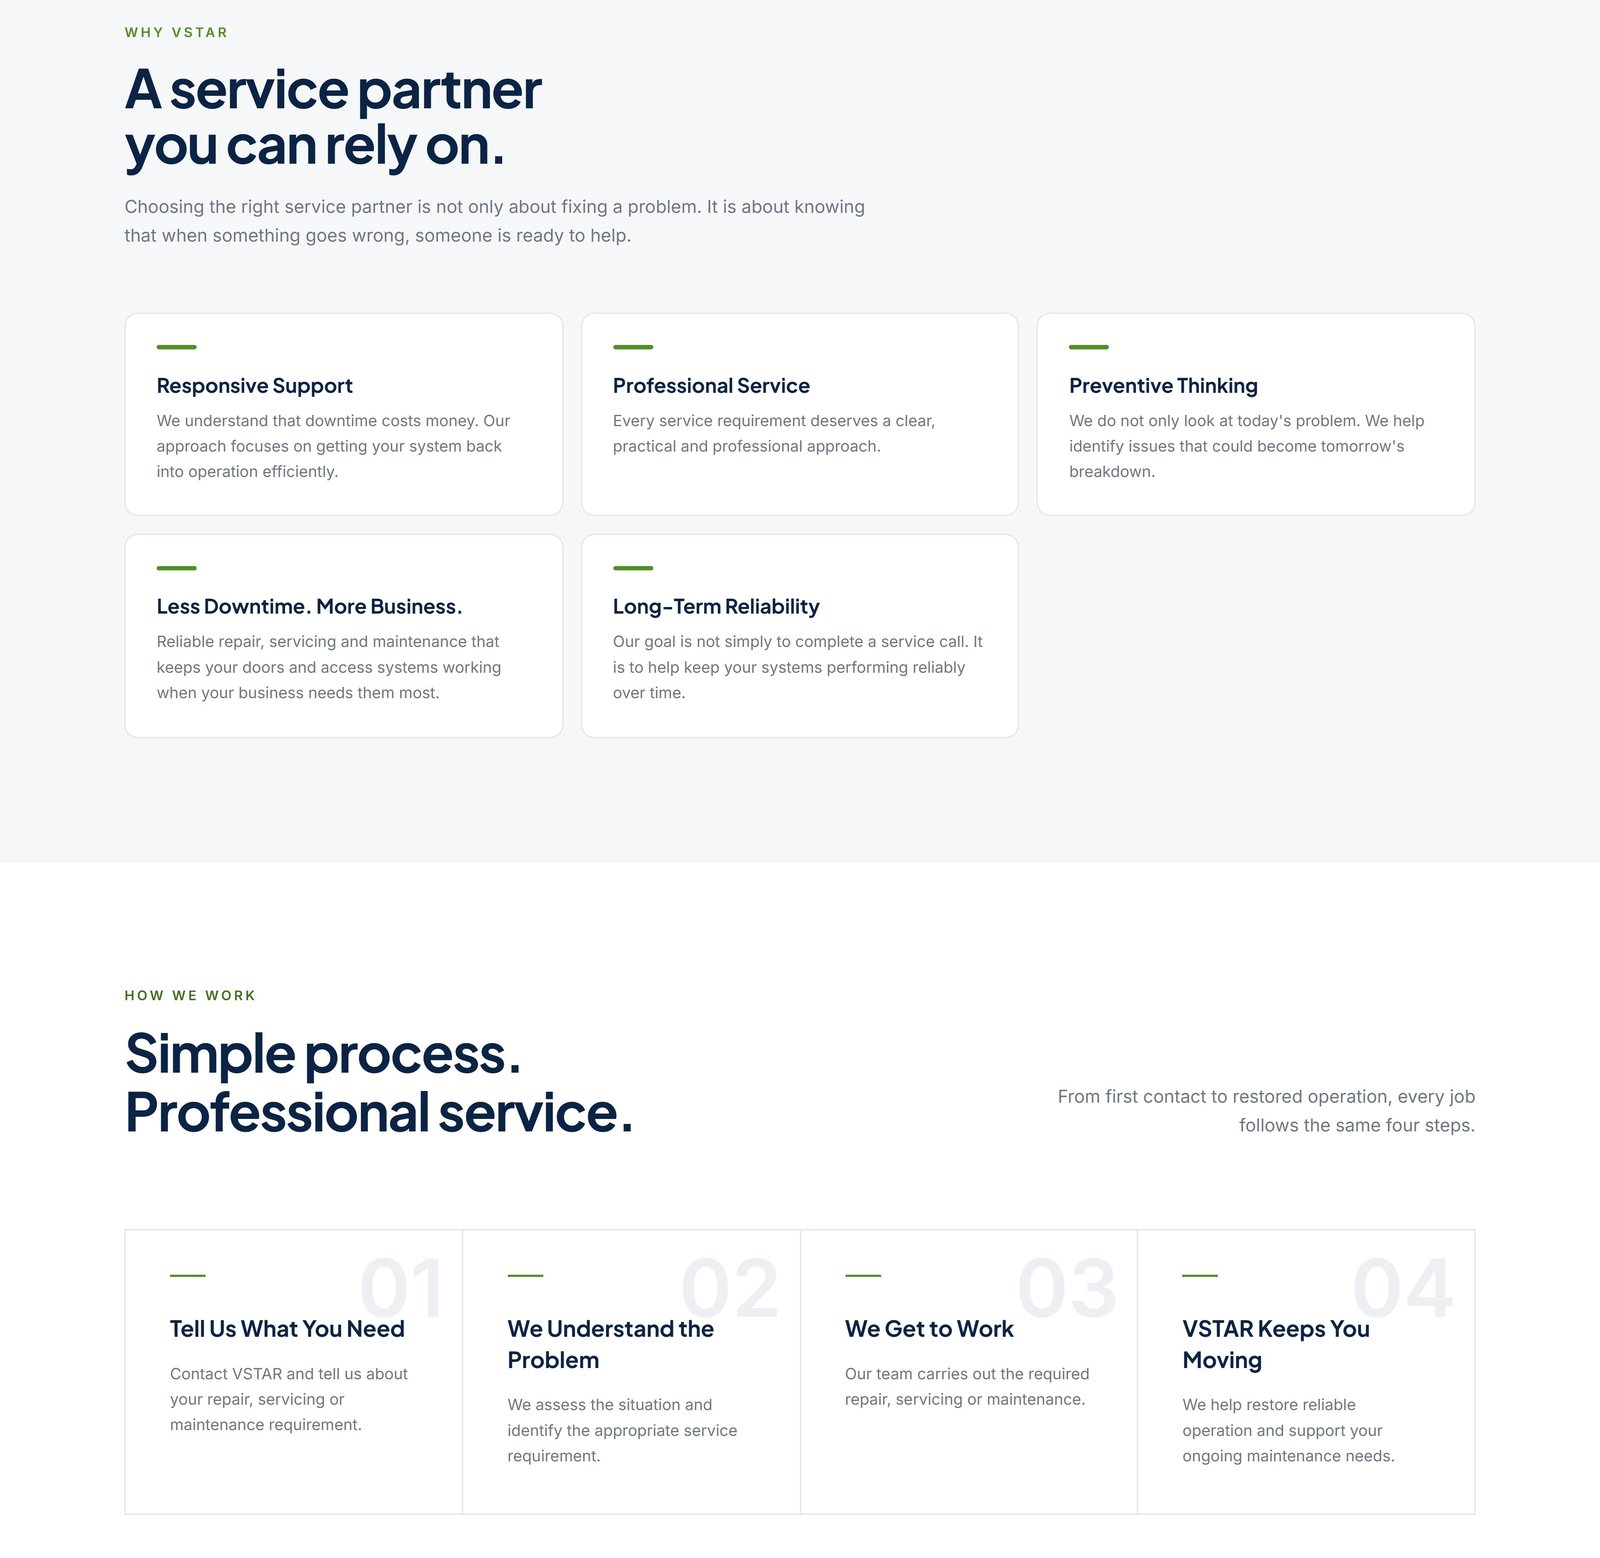 WHY VSTAR
A service partner
you can rely on.
Choosing the right service partner is not only about fixing a problem. It is about knowing
that when something goes wrong, someone is ready to help.
Responsive Support
We understand that downtime costs money. Our
approach focuses on getting your system back
into operation efficiently.
Professional Service
Every service requirement deserves a clear,
practical and professional approach.
Preventive Thinking
We do not only look at today's problem. We help
identify issues that could become tomorrow's
breakdown.
Less Downtime. More Business.
Reliable repair, servicing and maintenance that
keeps your doors and access systems working
when your business needs them most.
Long-Term Reliability
Our goal is not simply to complete a service call. It
is to help keep your systems performing reliably
over time.
HOW WE WORK
Simple process.
Professional service.
From first contact to restored operation, every job
follows the same four steps.
01
Tell Us What You Need
Contact VSTAR and tell us about
your repair, servicing or
maintenance requirement.
02
We Understand the
Problem
We assess the situation and
identify the appropriate service
requirement.
03
We Get to Work
Our team carries out the required
repair, servicing or maintenance.
04
VSTAR Keeps You
Moving
We help restore reliable
operation and support your
ongoing maintenance needs.